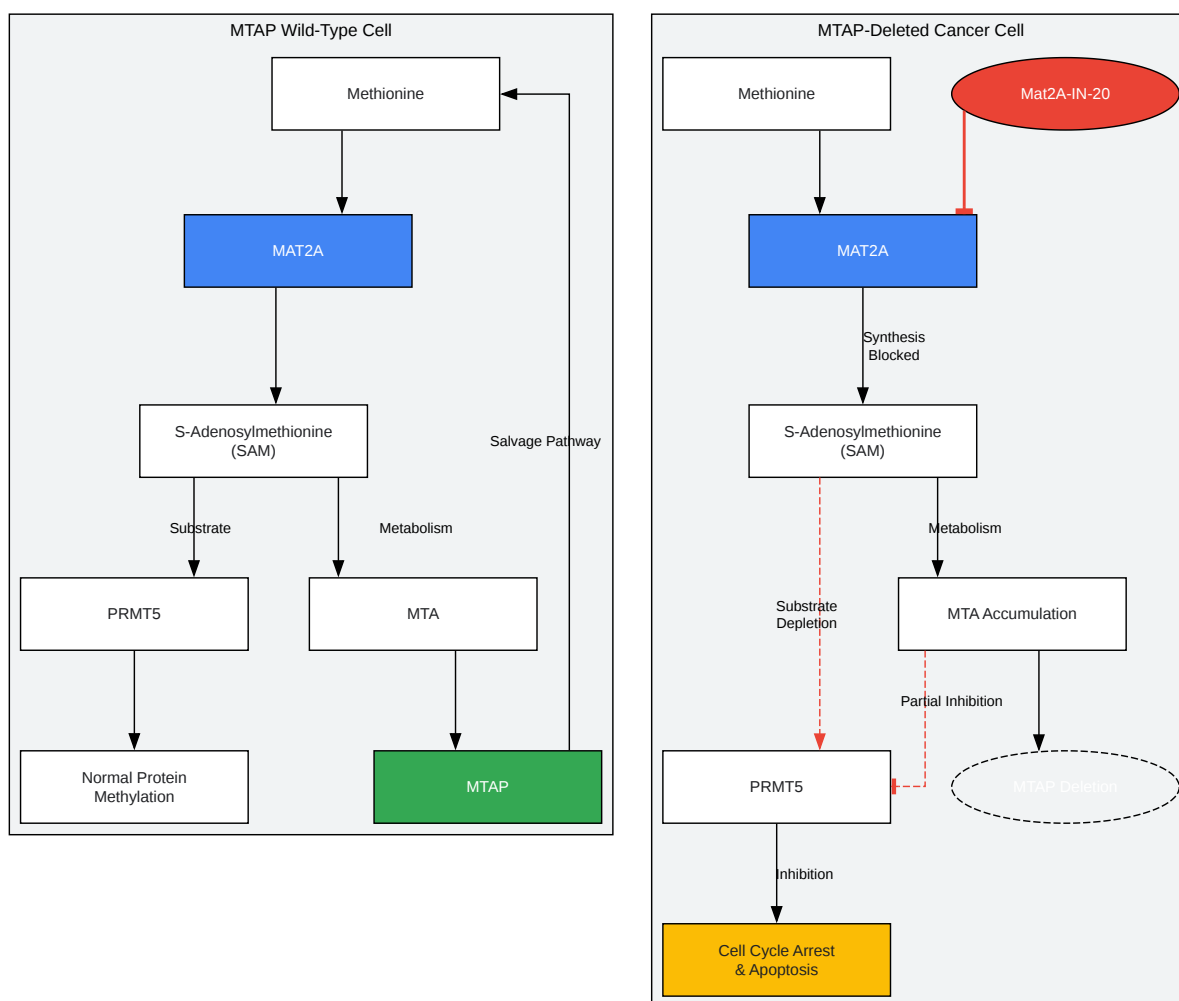 MTAP Wild-Type Cell
Methionine
MAT2A
S-Adenosylmethionine
(SAM)
Salvage Pathway
Substrate
Metabolism
PRMT5
MTA
Normal Protein
Methylation
MTAP
MTAP-Deleted Cancer Cell
Methionine
Mat2A-IN-20
MAT2A
Synthesis
Blocked
S-Adenosylmethionine
(SAM)
Metabolism
Substrate
Depletion
MTA Accumulation
Partial Inhibition
PRMT5
MTAP Deletion
Inhibition
Cell Cycle Arrest
& Apoptosis